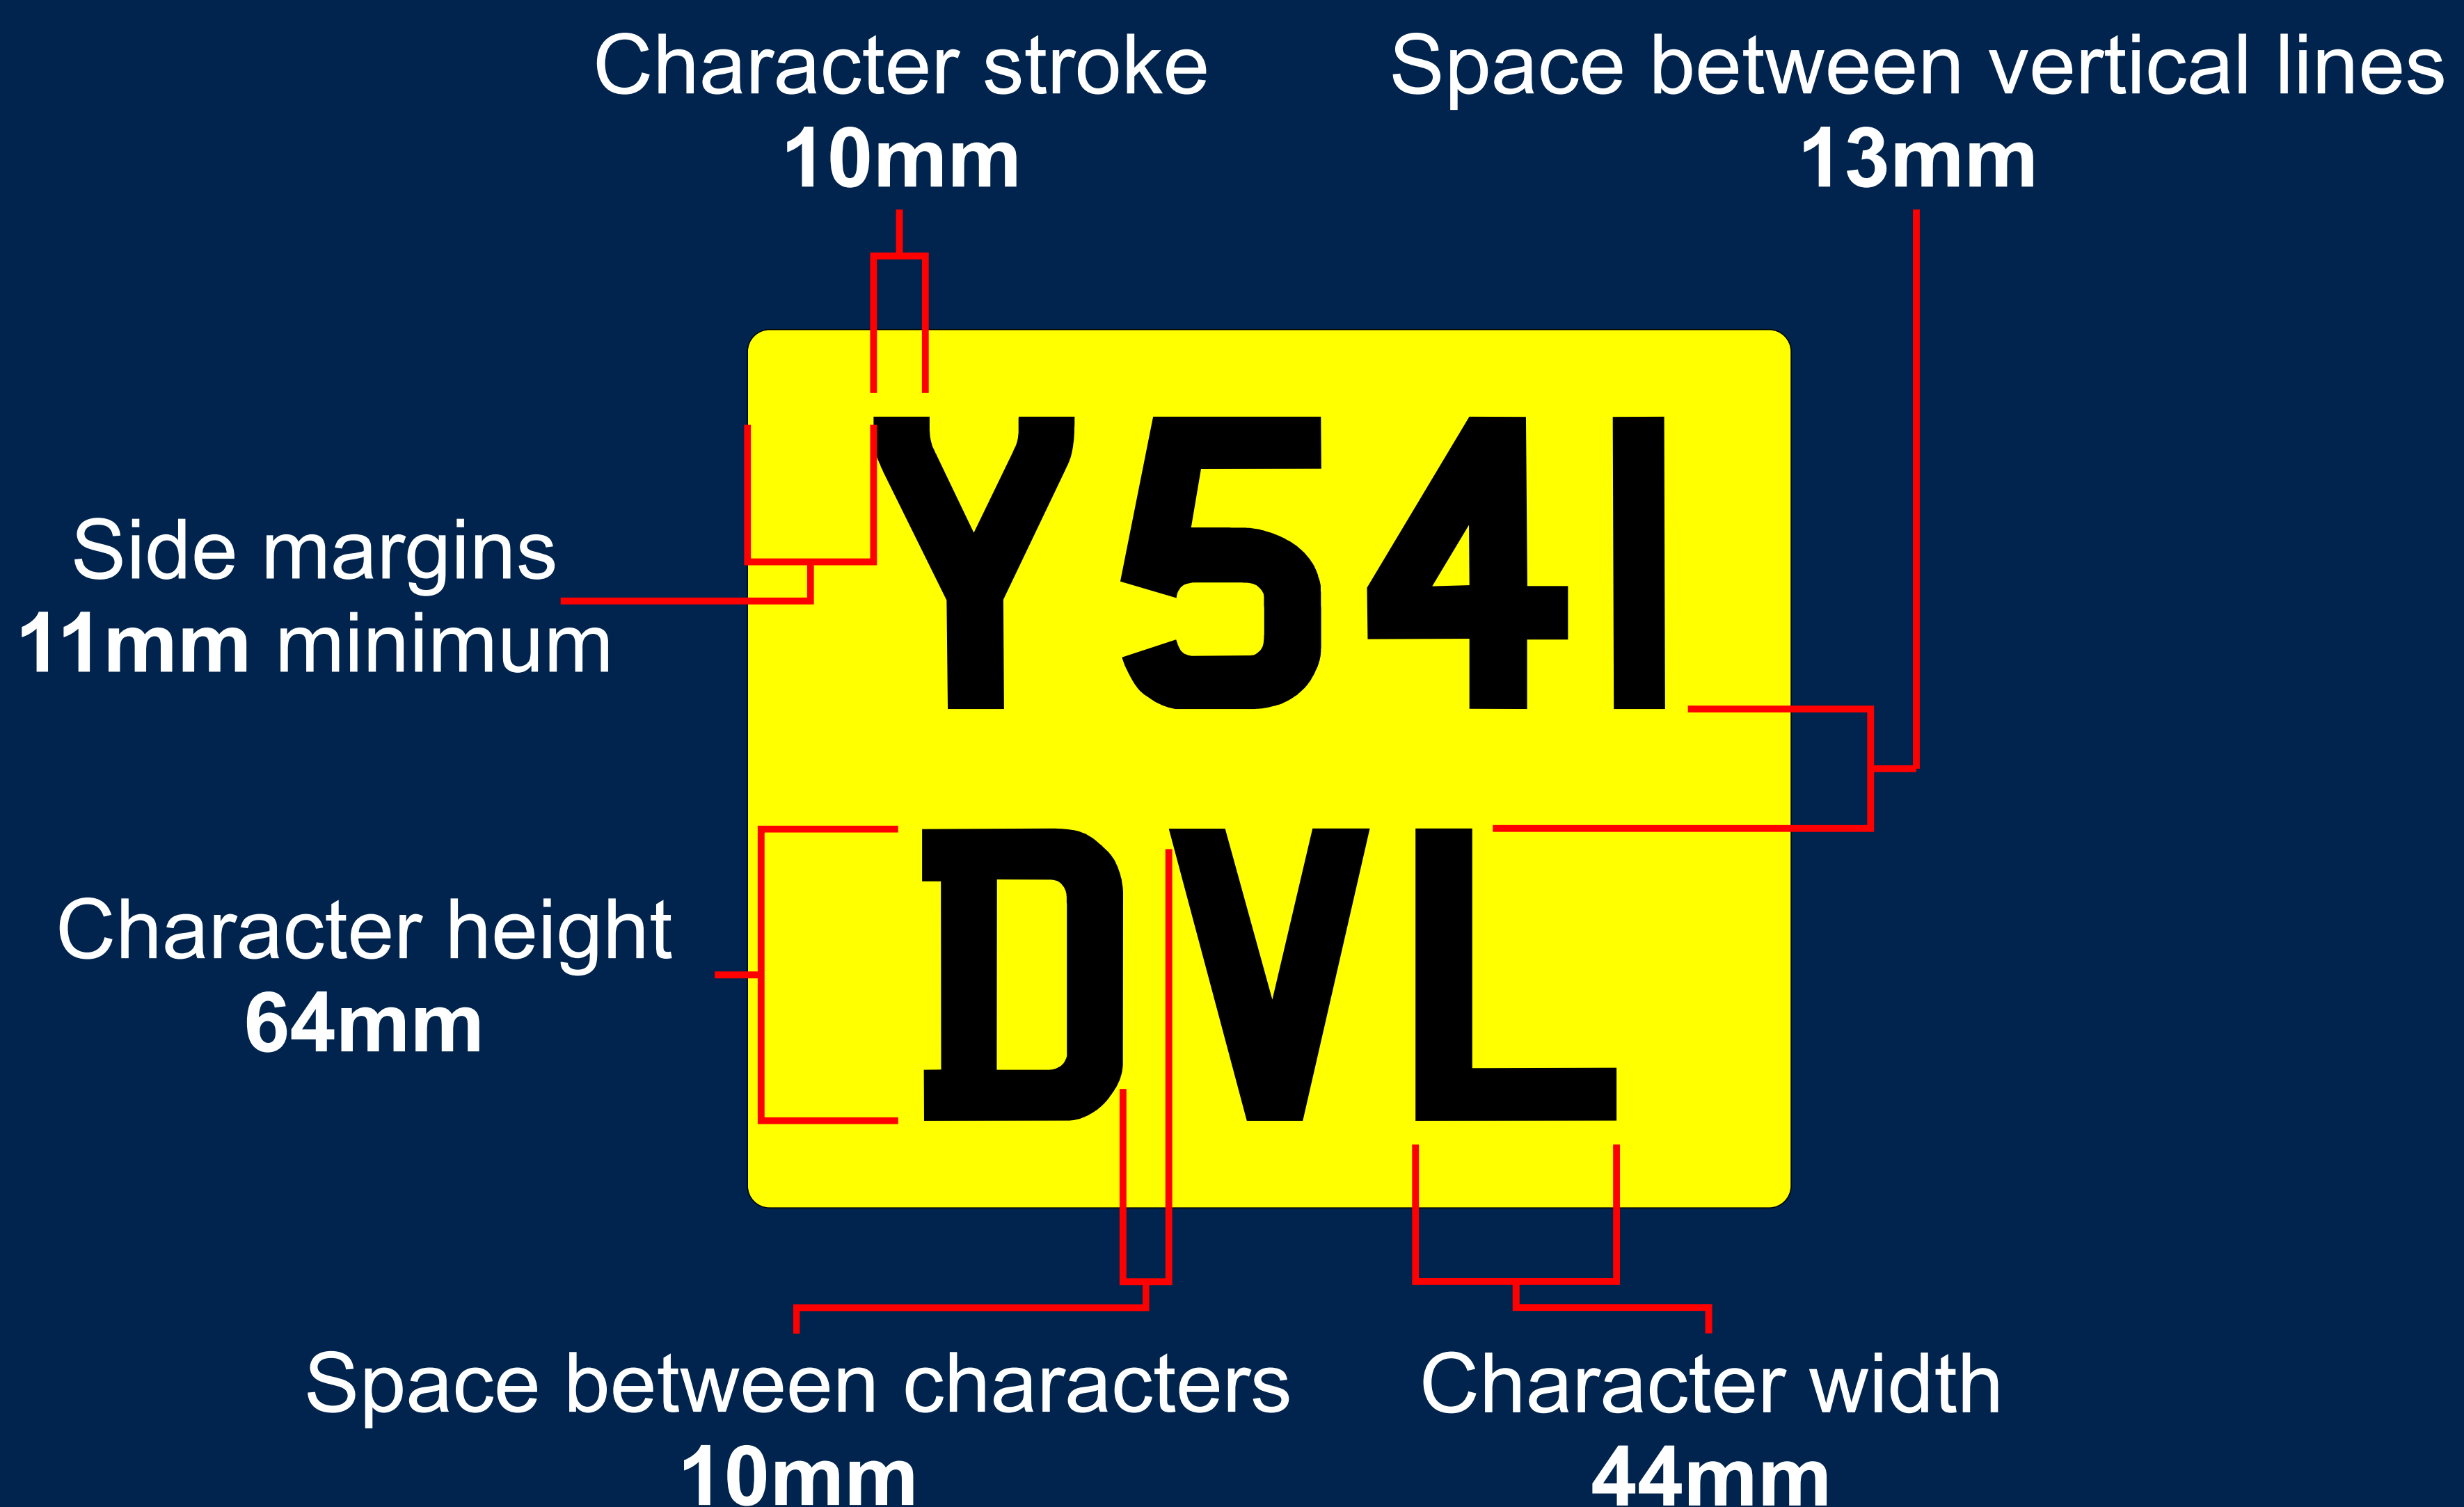 Character stroke
10mm
Space between vertical lines
13mm
Y541
Side margins
11mm minimum
DVL
Character height
64mm
Space between characters
10mm
Character width
44mm